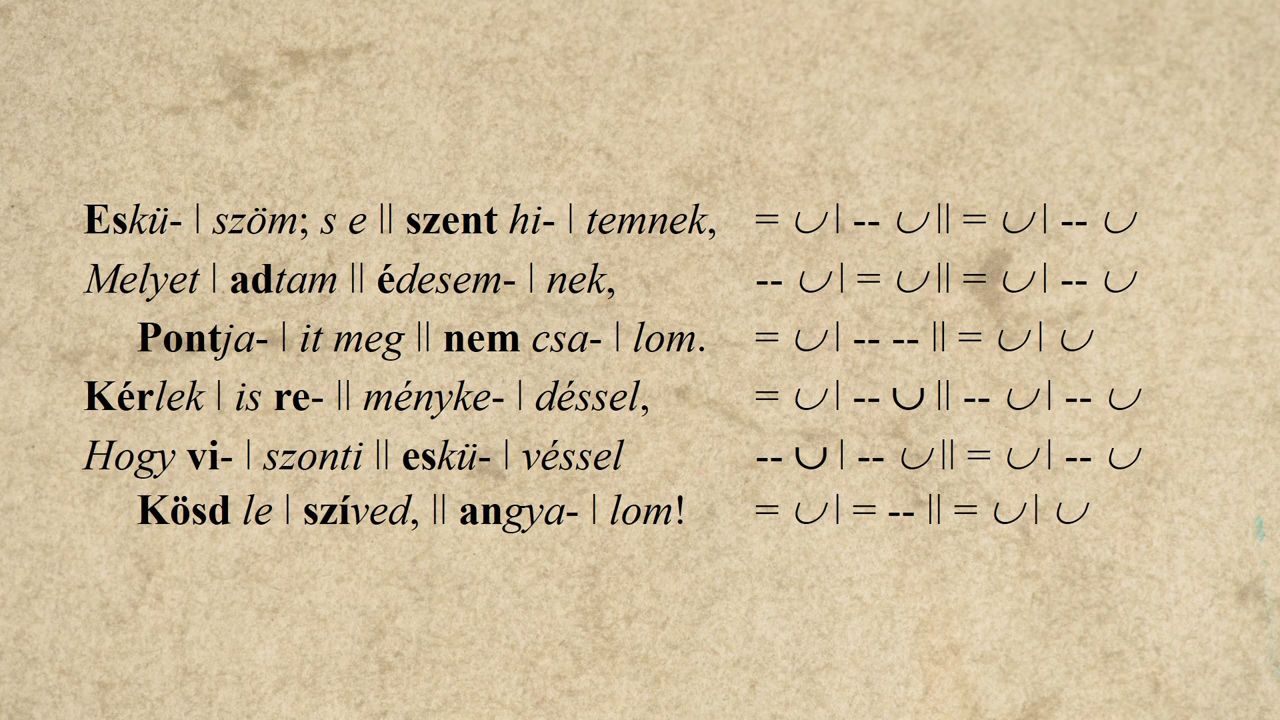 Eskü- | szöm; s e || szent hi- | temnek, = ∪ | -- ∪ || = ∪ | -- ∪
Melyet | adtam || édesem- | nek, -- ∪ | = ∪ || = ∪ | -- ∪
Pontja- | it meg || nem csa- | lom. = ∪ | -- -- || = ∪ | ∪
Kérlek | is re- || ményke- | déssel, = ∪ | -- ∪ || -- ∪ | -- ∪
Hogy vi- | szonti || eskü- | véssel -- ∪ | -- ∪ || = ∪ | -- ∪
Kösd le | szíved, || angya- | lom! = ∪ | = -- || = ∪ | ∪